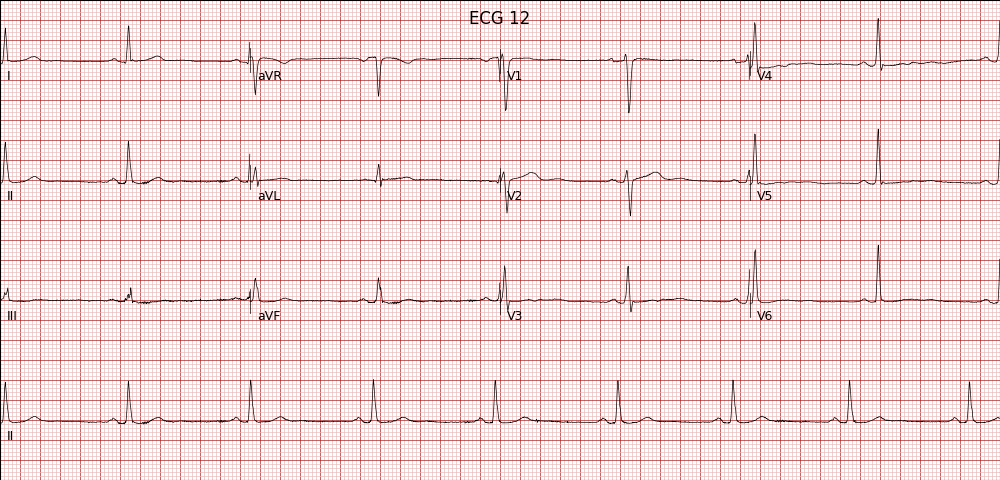 ECG 12
I aVR V1 V4
II aVL V2 V5
III aVF V3 V6
II